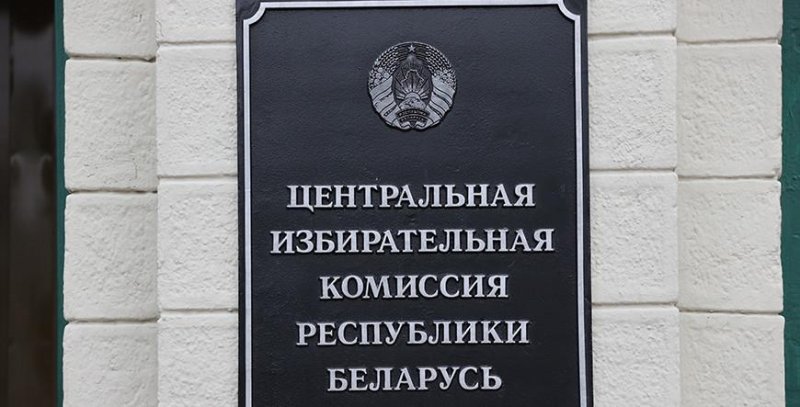 ЦЕНТРАЛЬНАЯ
ИЗБИРАТЕЛЬНАЯ
КОМИССИЯ
РЕСПУБЛИКИ
БЕЛАРУСЬ